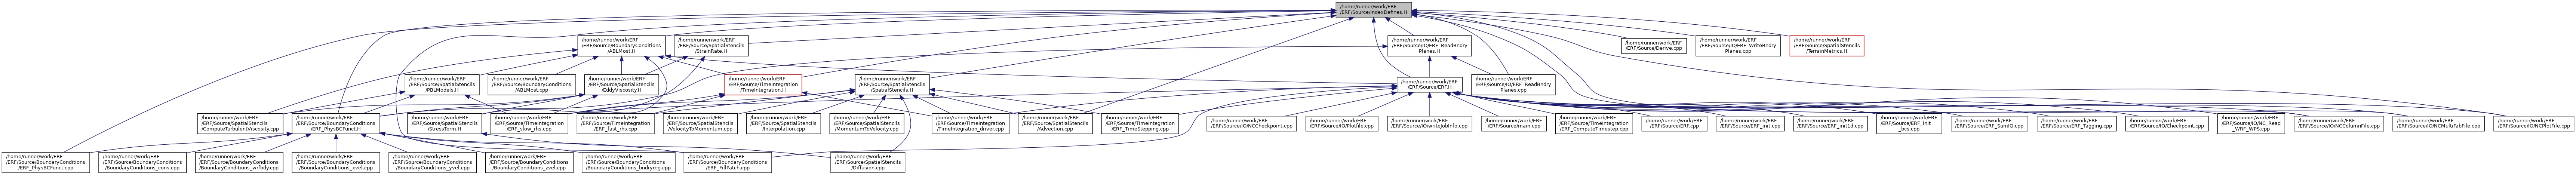 /home/runner/work/ERF
/ERF/Source/IndexDefines.H
/home/runner/work/ERF
/ERF/Source/BoundaryConditions
/ABLMost.H
/home/runner/work/ERF
/ERF/Source/SpatialStencils
/StrainRate.H
/home/runner/work/ERF
/ERF/Source/IO/ERF_ReadBndry
Planes.H
/home/runner/work/ERF
/ERF/Source/Derive.cpp
/home/runner/work/ERF
/ERF/Source/IO/ERF_WriteBndry
Planes.cpp
/home/runner/work/ERF
/ERF/Source/SpatialStencils
/TerrainMetrics.H
/home/runner/work/ERF
/ERF/Source/SpatialStencils
/PBLModels.H
/home/runner/work/ERF
/ERF/Source/BoundaryConditions
/ABLMost.cpp
/home/runner/work/ERF
/ERF/Source/SpatialStencils
/EddyViscosity.H
/home/runner/work/ERF
/ERF/Source/TimeIntegration
/TimeIntegration.H
/home/runner/work/ERF
/ERF/Source/SpatialStencils
/SpatialStencils.H
/home/runner/work/ERF
/ERF/Source/ERF.H
/home/runner/work/ERF
/ERF/Source/IO/ERF_ReadBndry
Planes.cpp
/home/runner/work/ERF
/ERF/Source/SpatialStencils
/ComputeTurbulentViscosity.cpp
/home/runner/work/ERF
/ERF/Source/BoundaryConditions
/ERF_PhysBCFunct.H
/home/runner/work/ERF
/ERF/Source/SpatialStencils
/StressTerm.H
/home/runner/work/ERF
/ERF/Source/TimeIntegration
/ERF_slow_rhs.cpp
/home/runner/work/ERF
/ERF/Source/TimeIntegration
/ERF_fast_rhs.cpp
/home/runner/work/ERF
/ERF/Source/SpatialStencils
/VelocityToMomentum.cpp
/home/runner/work/ERF
/ERF/Source/SpatialStencils
/Interpolation.cpp
/home/runner/work/ERF
/ERF/Source/SpatialStencils
/MomentumToVelocity.cpp
/home/runner/work/ERF
/ERF/Source/TimeIntegration
/TimeIntegration_driver.cpp
/home/runner/work/ERF
/ERF/Source/SpatialStencils
/Advection.cpp
/home/runner/work/ERF
/ERF/Source/TimeIntegration
/ERF_TimeStepping.cpp
/home/runner/work/ERF
/ERF/Source/IO/NCCheckpoint.cpp
/home/runner/work/ERF
/ERF/Source/IO/Plotfile.cpp
/home/runner/work/ERF
/ERF/Source/IO/writeJobInfo.cpp
/home/runner/work/ERF
/ERF/Source/main.cpp
/home/runner/work/ERF
/ERF/Source/TimeIntegration
/ERF_ComputeTimestep.cpp
/home/runner/work/ERF
/ERF/Source/ERF.cpp
/home/runner/work/ERF
/ERF/Source/ERF_init.cpp
/home/runner/work/ERF
/ERF/Source/ERF_init1d.cpp
/home/runner/work/ERF
/ERF/Source/ERF_init
_bcs.cpp
/home/runner/work/ERF
/ERF/Source/ERF_SumIQ.cpp
/home/runner/work/ERF
/ERF/Source/ERF_Tagging.cpp
/home/runner/work/ERF
/ERF/Source/IO/Checkpoint.cpp
/home/runner/work/ERF
/ERF/Source/IO/NC_Read
_WRF_WPS.cpp
/home/runner/work/ERF
/ERF/Source/IO/NCColumnFile.cpp
/home/runner/work/ERF
/ERF/Source/IO/NCMultiFabFile.cpp
/home/runner/work/ERF
/ERF/Source/IO/NCPlotFile.cpp
/home/runner/work/ERF
/ERF/Source/BoundaryConditions
/ERF_PhysBCFunct.cpp
/home/runner/work/ERF
/ERF/Source/BoundaryConditions
/BoundaryConditions_cons.cpp
/home/runner/work/ERF
/ERF/Source/BoundaryConditions
/BoundaryConditions_wrfbdy.cpp
/home/runner/work/ERF
/ERF/Source/BoundaryConditions
/BoundaryConditions_xvel.cpp
/home/runner/work/ERF
/ERF/Source/BoundaryConditions
/BoundaryConditions_yvel.cpp
/home/runner/work/ERF
/ERF/Source/BoundaryConditions
/BoundaryConditions_zvel.cpp
/home/runner/work/ERF
/ERF/Source/BoundaryConditions
/BoundaryConditions_bndryreg.cpp
/home/runner/work/ERF
/ERF/Source/BoundaryConditions
/ERF_FillPatch.cpp
/home/runner/work/ERF
/ERF/Source/SpatialStencils
/Diffusion.cpp